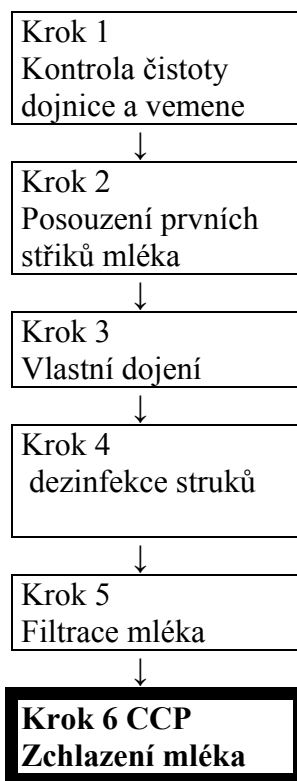 Krok 1
Kontrola čistoty
dojnice a vemene
↓
Krok 2
Posouzení prvních
střiků mléka
↓
Krok 3
Vlastní dojení
↓
Krok 4
dezinfekce struků
↓
Krok 5
Filtrace mléka
↓
Krok 6 CCP
Zchlazení mléka